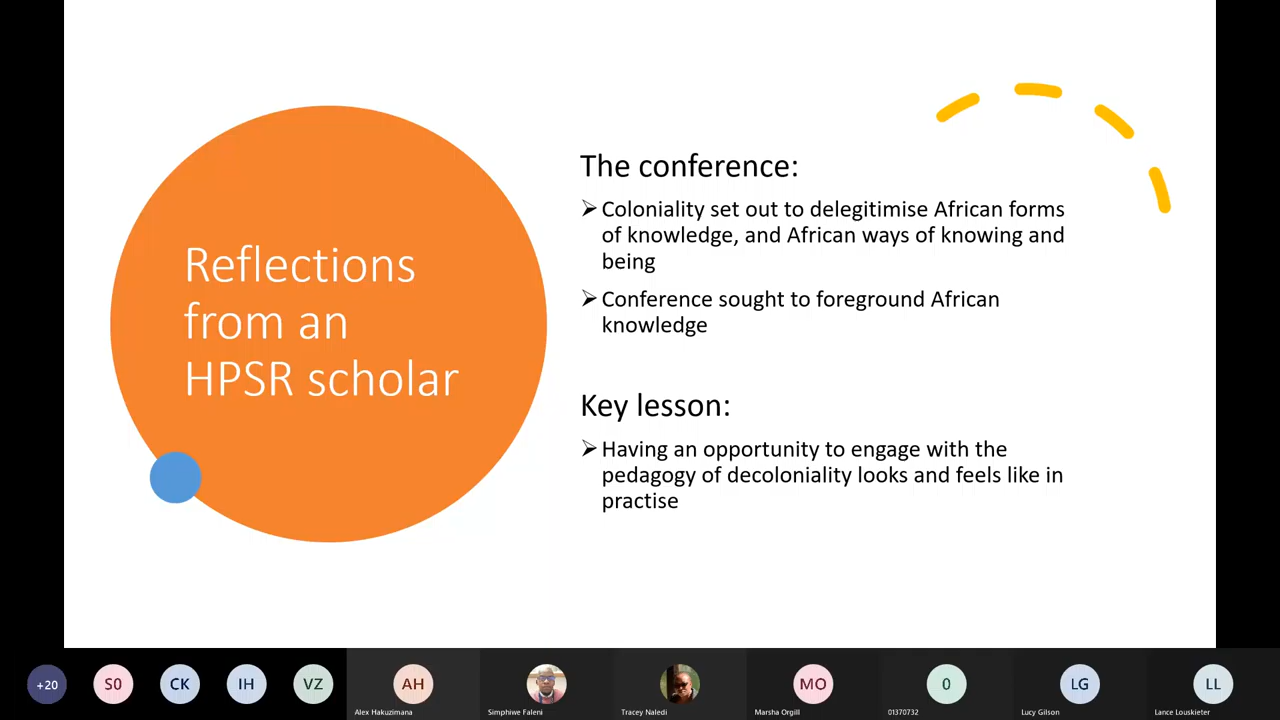 Reflections
from an
HPSR scholar
The conference:
Coloniality set out to delegitimise African forms
of knowledge, and African ways of knowing and
being
Conference sought to foreground African
knowledge
Key lesson:
Having an opportunity to engage with the
pedagogy of decoloniality looks and feels like in
practise
+20
S0
CK
IH
VZ
AH
MO
0
LG
LL
Alex Hakuzimana
Simphiwe Faleni
Tracey Naledi
Marsha Orgill
01370732
Lucy Gilson
Lance Louskieter